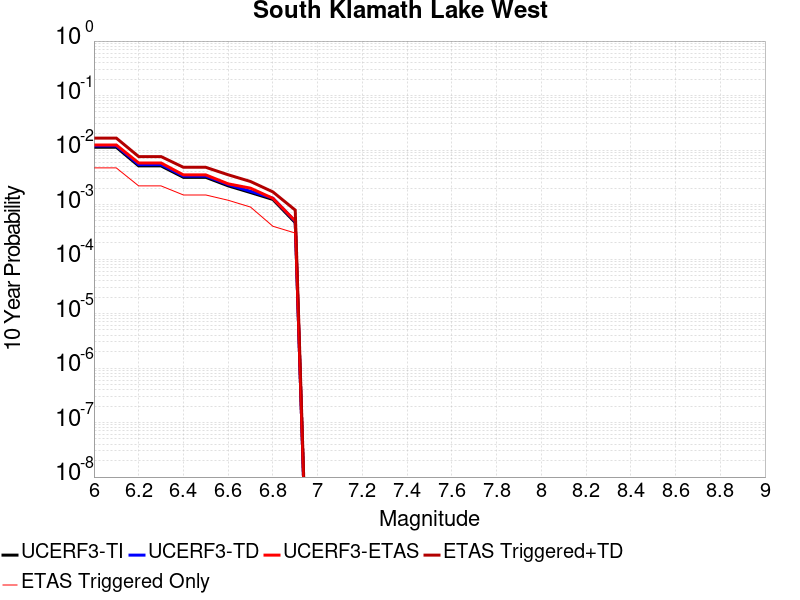 South Klamath Lake West
10^0
10^-1
10^-2
10^-3
10^-4
10^-5
10^-6
10^-7
10^-8
10 Year Probability
6 6.2 6.4 6.6 6.8 7 7.2 7.4 7.6 7.8 8 8.2 8.4 8.6 8.8 9
Magnitude
UCERF3-TI UCERF3-TD UCERF3-ETAS ETAS Triggered+TD
ETAS Triggered Only